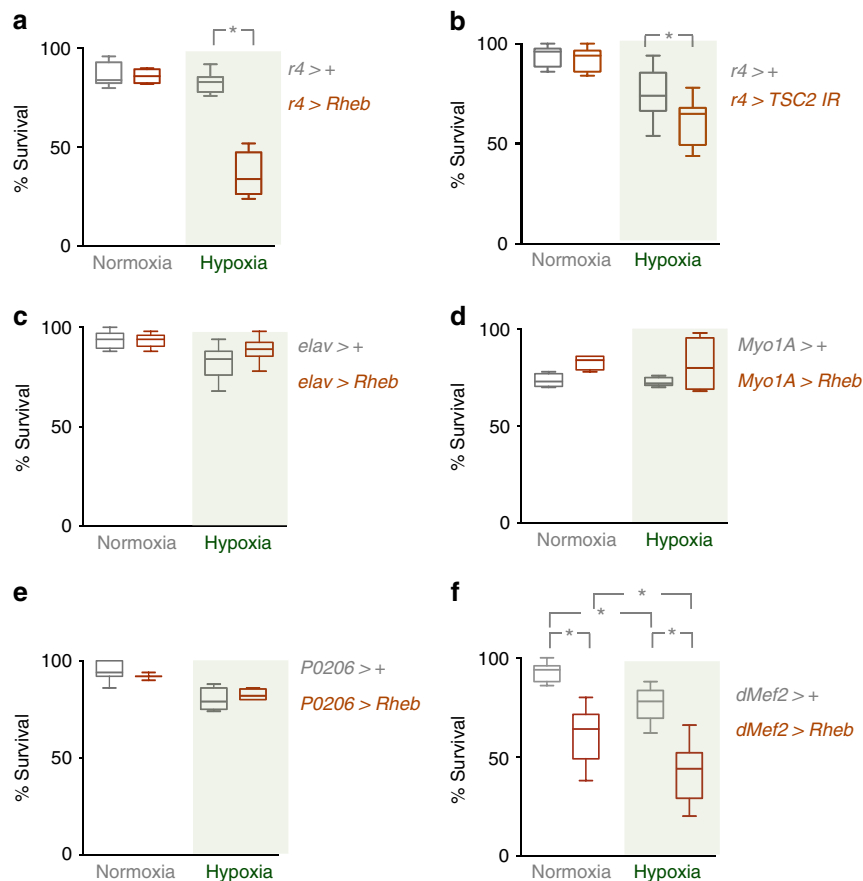 a
*
100
50
0
% Survival
r4 > +
r4 > Rheb
Normoxia
Hypoxia
b
*
100
50
0
% Survival
r4 > +
r4 > TSC2 IR
Normoxia
Hypoxia
c
100
50
0
% Survival
elav > +
elav > Rheb
Normoxia
Hypoxia
d
100
50
0
% Survival
Myo1A > +
Myo1A > Rheb
Normoxia
Hypoxia
e
100
50
0
% Survival
P0206 > +
P0206 > Rheb
Normoxia
Hypoxia
f
*
*
* *
100
50
0
% Survival
dMef2 > +
dMef2 > Rheb
Normoxia
Hypoxia